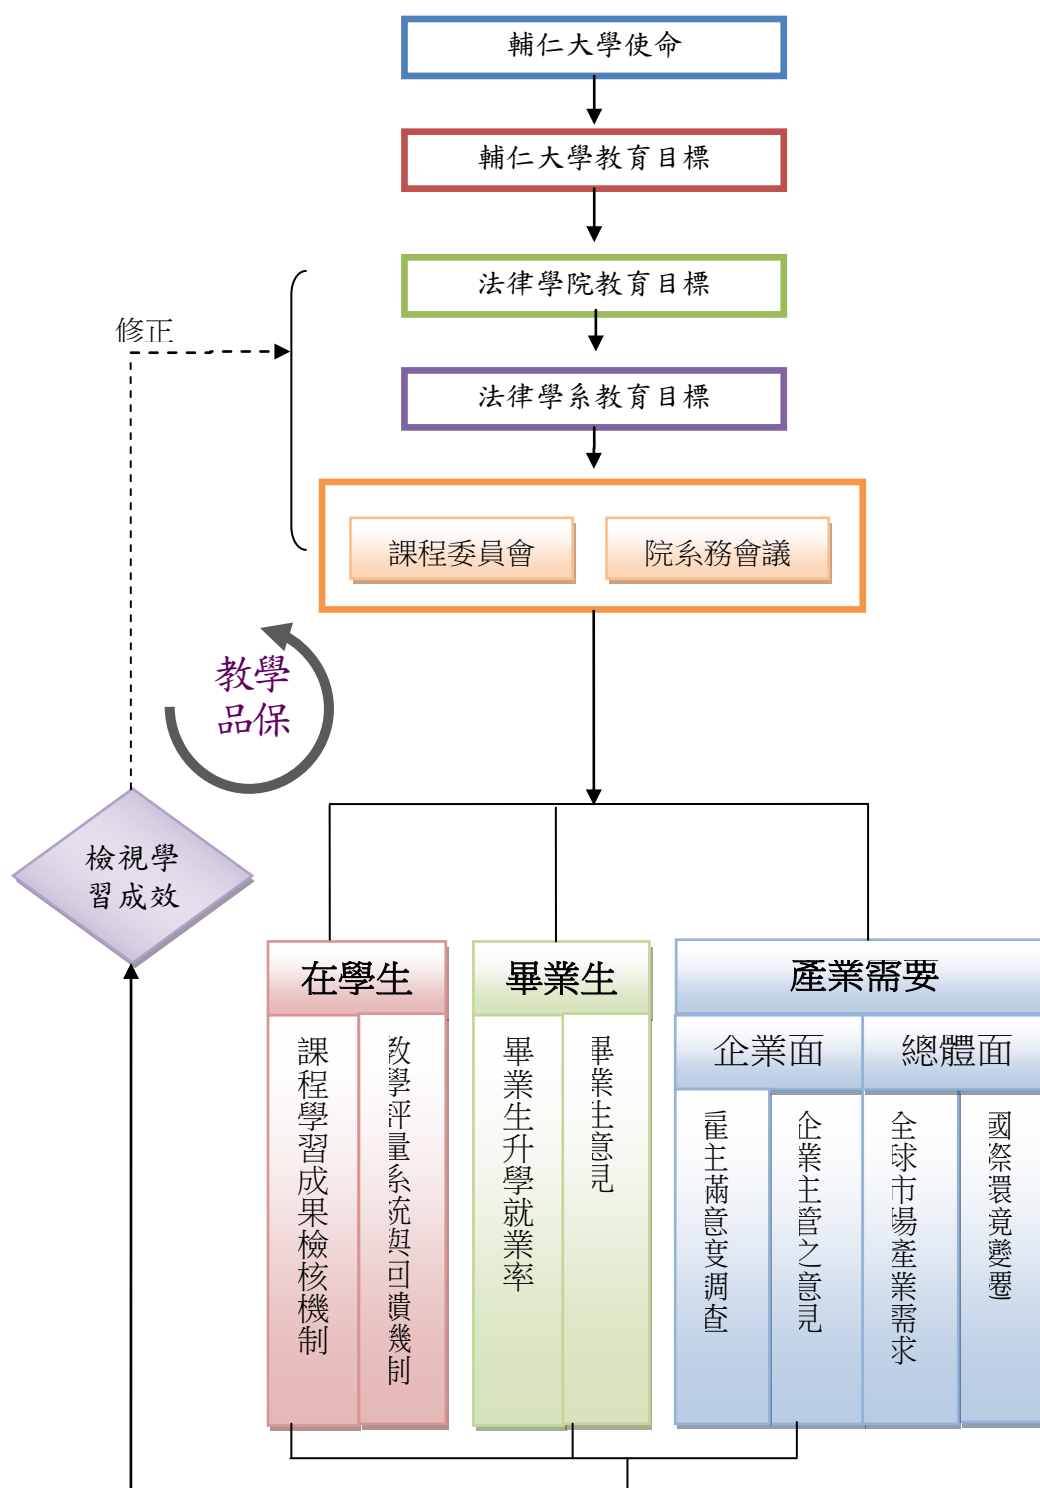 輔仁大學使命
輔仁大學教育目標
法律學院教育目標
修正
法律學系教育目標
課程委員會
院系務會議
教學
品保
檢視學
習成效
在學生
畢業生
產業需要
企業面
總體面
課程學習成果檢核機制
教學評量系統與回饋機制
畢業生升學就業率
畢業生意見
雇主滿意度調查
企業主管之意見
全球市場產業需求
國際環境變遷